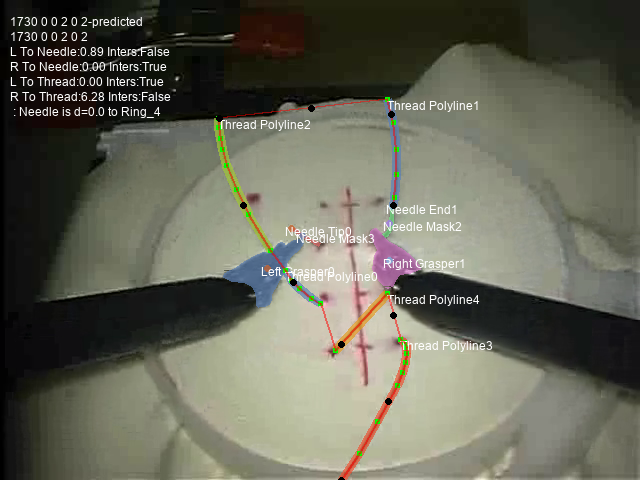 1730 0 0 2 0 2-predicted
1730 0 0 2 0 2
L To Needle:0.89 Inters:False
R To Needle:0.00 Inters:True
L To Thread:0.00 Inters:True
R To Thread:6.28 Inters:False
: Needle is d=0.0 to Ring_4
Thread Polyline1
Thread Polyline2
Needle End1
Needle Mask2
Needle Tip0
Needle Mask3
Right Grasper1
Left Grasper0
Thread Polyline0
Thread Polyline4
Thread Polyline3